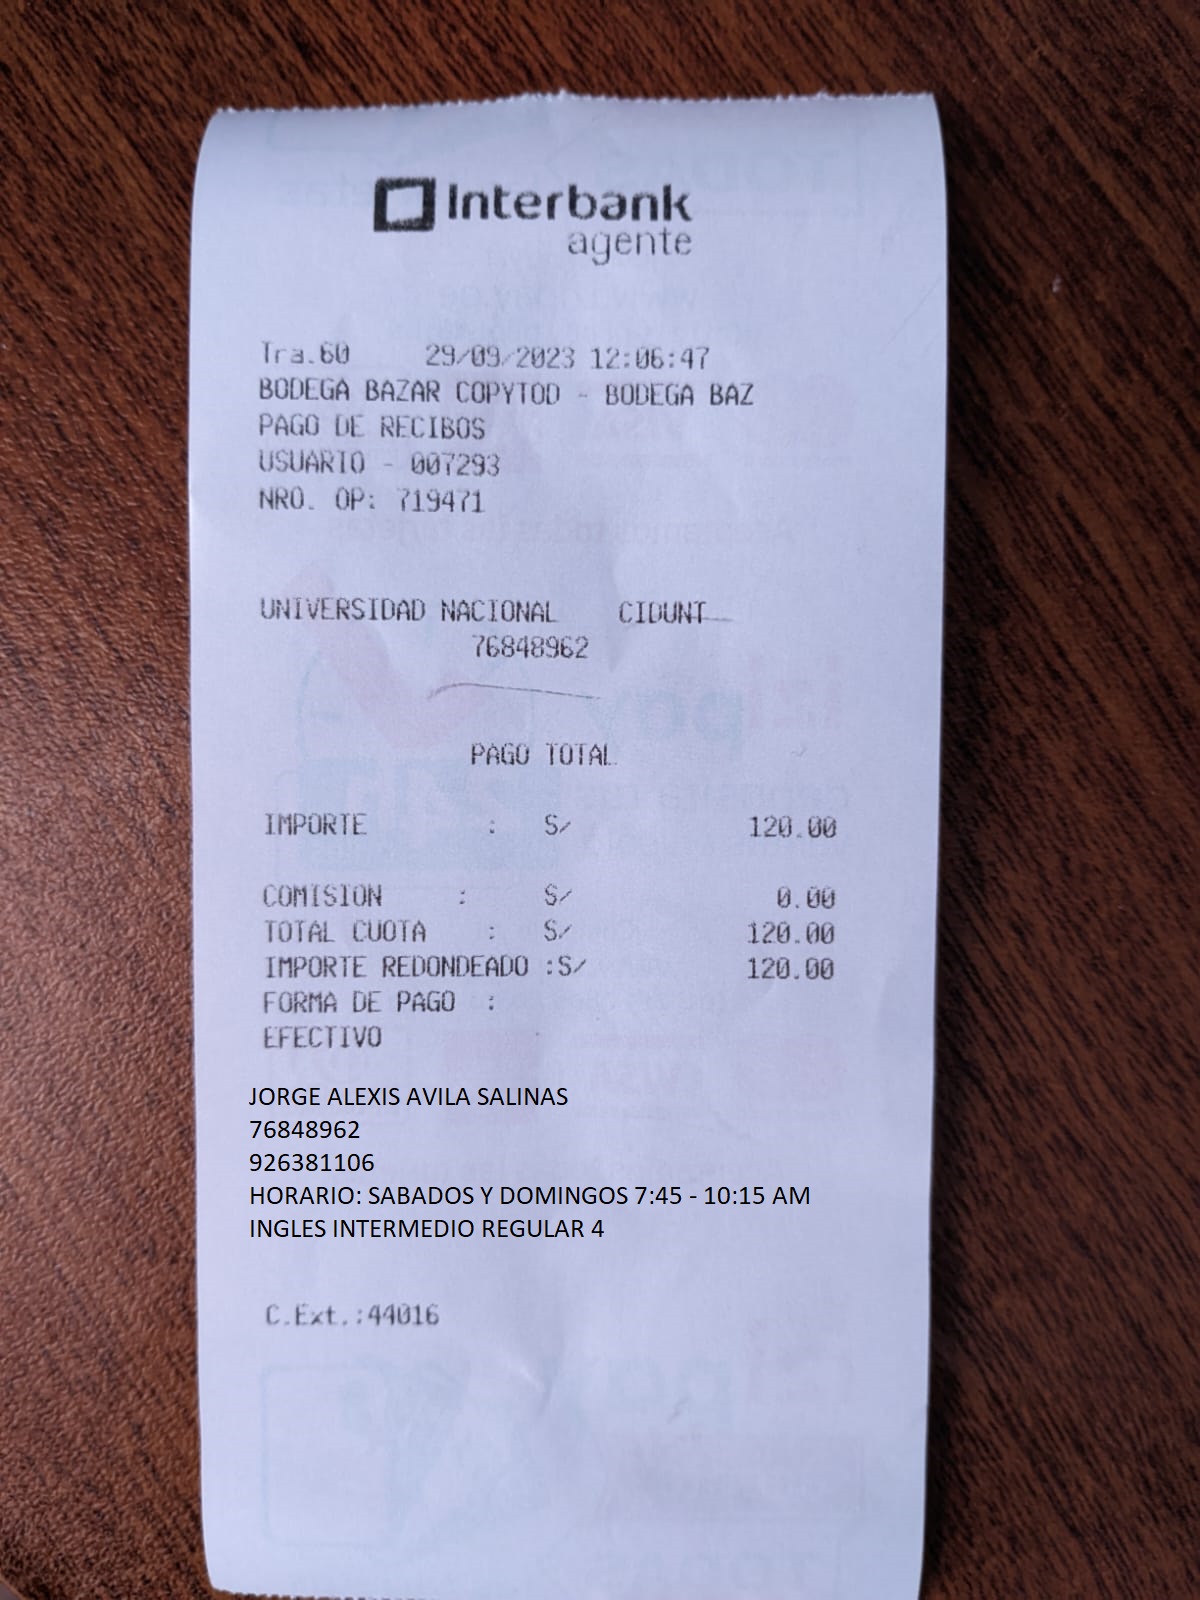 Interbank
agente
Tra.60 29/09/2023 12:06:47
BODEGA BAZAR COPYTOD - BODEGA BAZ
PAGO DE RECIBOS
USUARIO - 007293
NRO. OP: 719471
UNIVERSIDAD NACIONAL CIDUNT
76848962
PAGO TOTAL
IMPORTE : S/ 120.00
COMISION : S/ 0.00
TOTAL CUOTA : S/ 120.00
IMPORTE REDONDEADO :S/ 120.00
FORMA DE PAGO :
EFECTIVO
JORGE ALEXIS AVILA SALINAS
76848962
926381106
HORARIO: SABADOS Y DOMINGOS 7:45 - 10:15 AM
INGLES INTERMEDIO REGULAR 4
C.Ext.:44016